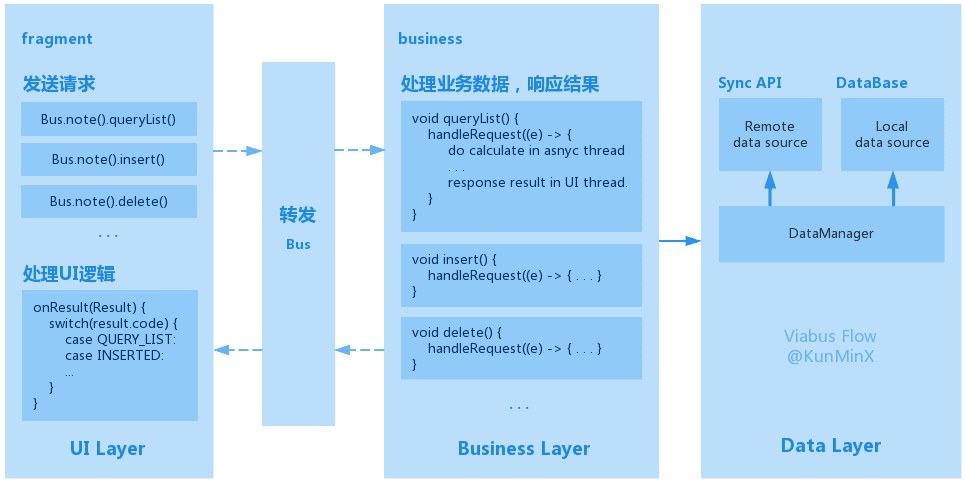 fragment
发送请求
Bus.note().queryList()
Bus.note().insert()
Bus.note().delete()
. . .
处理UI逻辑
onResult(Result) {
switch(result.code) {
case QUERY_LIST:
case INSERTED:
...
}
}
UI Layer
转发
Bus
business
处理业务数据，响应结果
void queryList() {
handleRequest((e) -> {
do calculate in asnyc thread
. . .
response result in UI thread.
}
}
void insert() {
handleRequest((e) -> { . . . }
}
void delete() {
handleRequest((e) -> { . . . }
}
. . .
Business Layer
Sync API
DataBase
Remote
data source
Local
data source
DataManager
Viabus Flow
@KunMinX
Data Layer